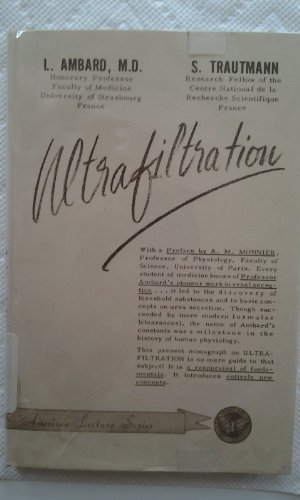 L. AMBARD, M.D.
Honorary Professor
Faculty of Medicine
University of Strasbourg
France
S. TRAUTMANN
Research Fellow of the
Centre National de la
Recherche Scientifique
France
Ultrafiltration
With a Preface by A. M. MONNIER,
Professor of Physiology, Faculty of
Science, University of Paris. Every
student of medicine knows of Professor
Ambard's pioneer work in renal secre-
tion . . . it led to the discovery of
threshold substances and to basic con-
cepts on urea secretion. Though suc-
ceeded by more modern formulas
(clearances), the name of Ambard's
constants was a milestone in the
history of human physiology.
This present monograph on ULTRA-
FILTRATION is no mere guide to that
subject! It is a reappraisal of funda-
mentals. It introduces entirely new
concepts.
American Lecture Series